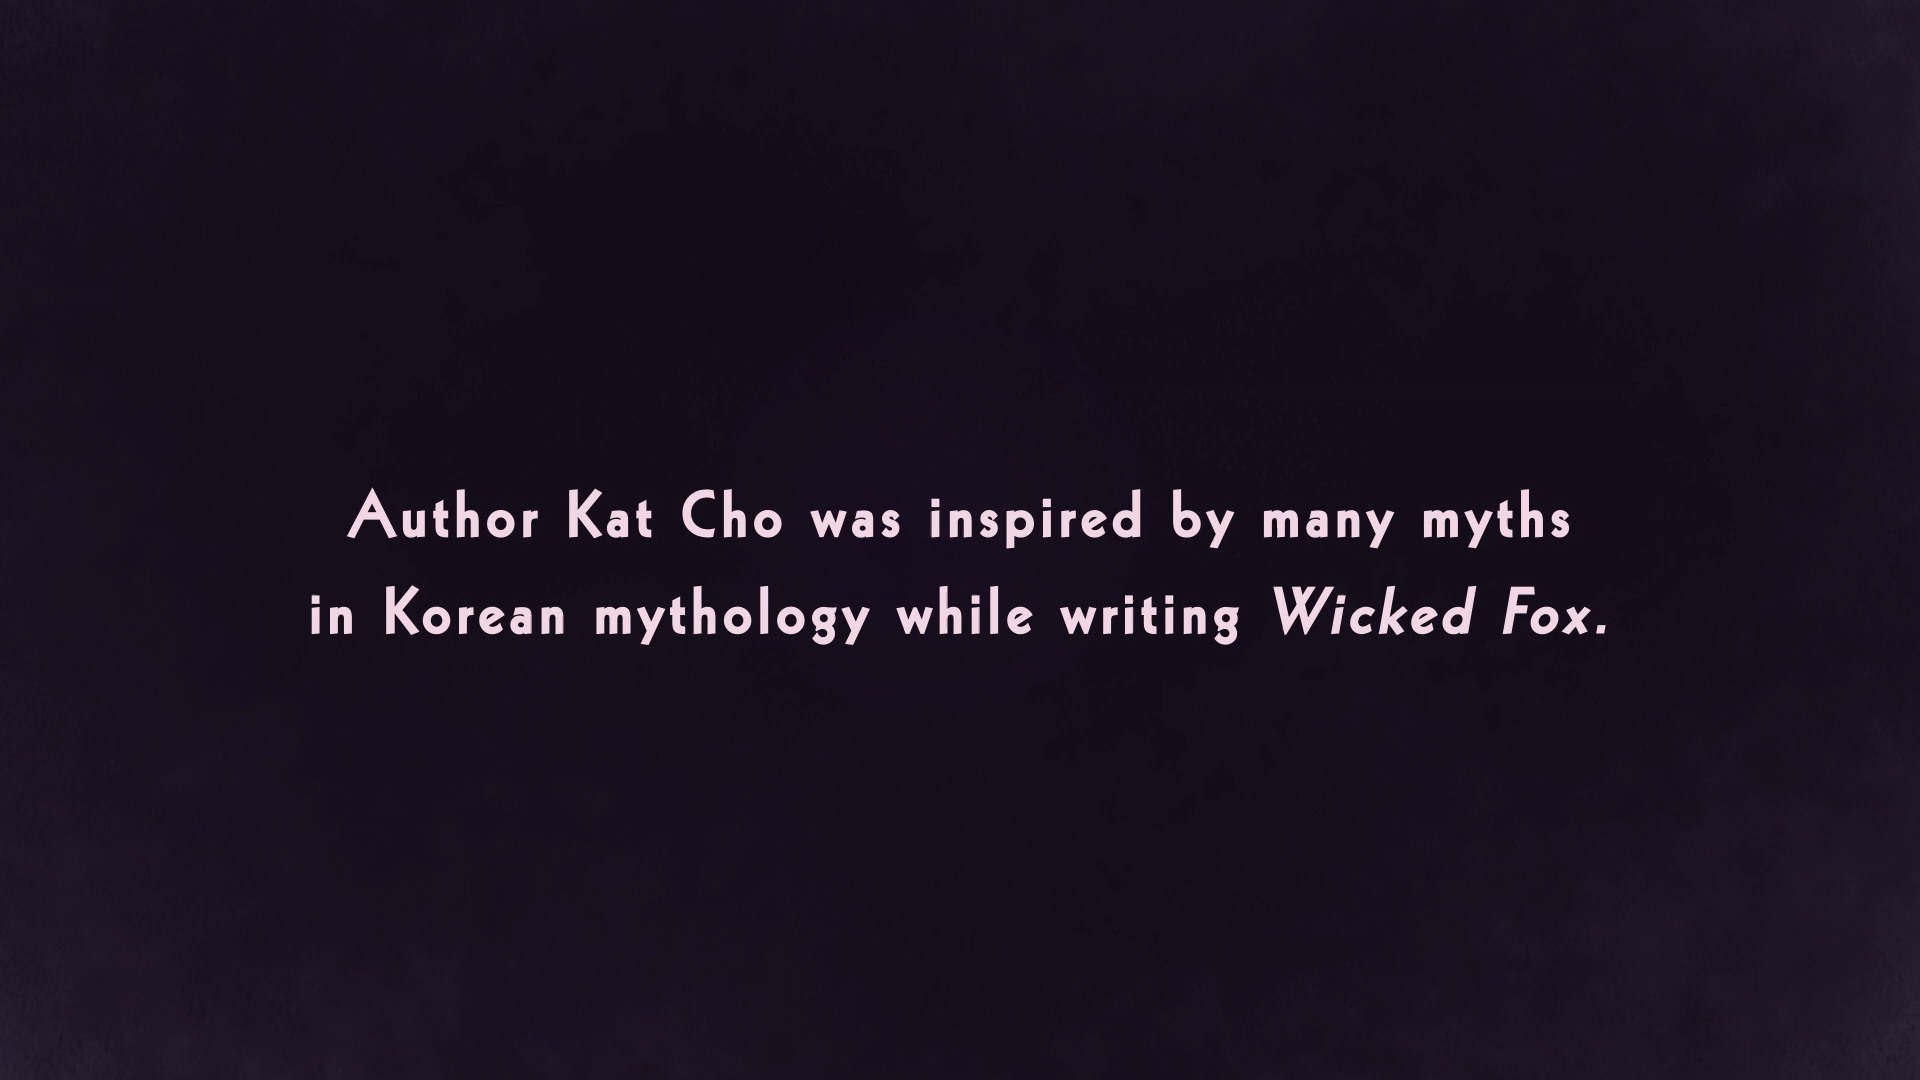 Author Kat Cho was inspired by many myths
in Korean mythology while writing Wicked Fox.